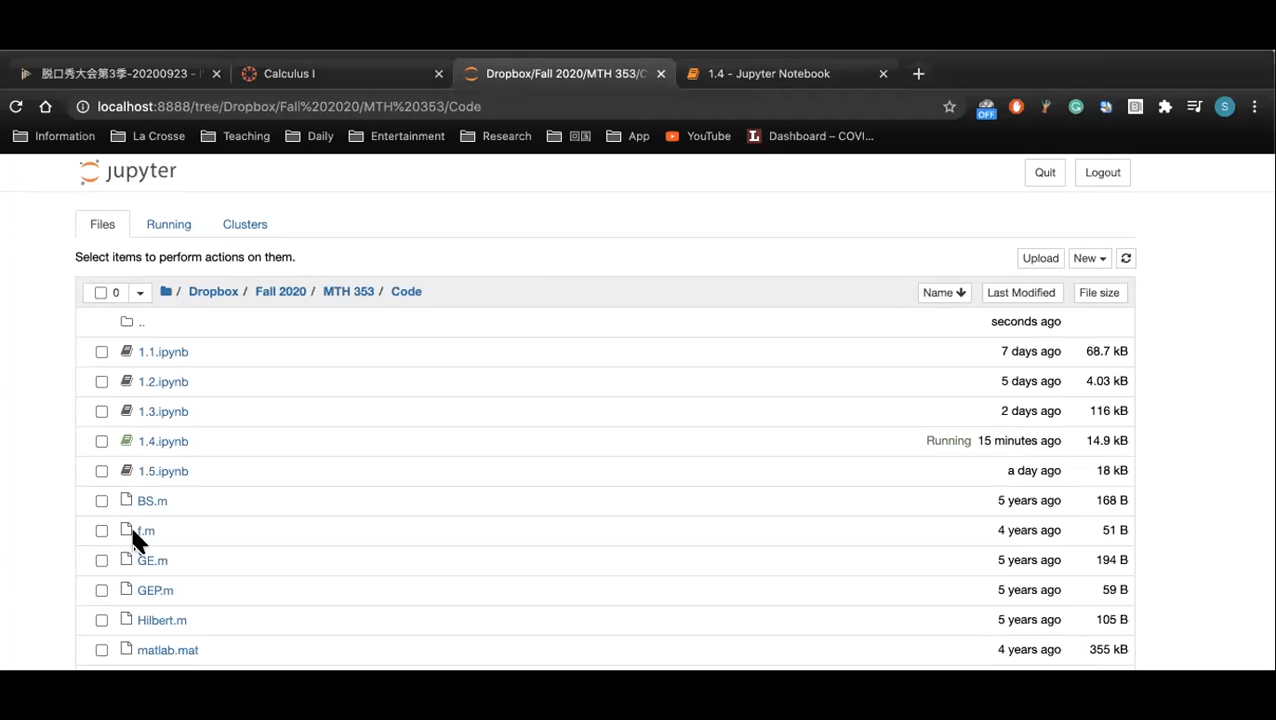 脱口秀大会第3季-20200923 - Calculus I Dropbox/Fall 2020/MTH 353/C 1.4 - Jupyter Notebook
localhost:8888/tree/Dropbox/Fall%202020/MTH%20353/Code OFF S
Information La Crosse Teaching Daily Entertainment Research 回国 App YouTube L Dashboard – COVI...
jupyter Quit Logout
Files Running Clusters
Select items to perform actions on them. Upload New
0 / Dropbox / Fall 2020 / MTH 353 / Code Name Last Modified File size
.. seconds ago
1.1.ipynb 7 days ago 68.7 kB
1.2.ipynb 5 days ago 4.03 kB
1.3.ipynb 2 days ago 116 kB
1.4.ipynb Running 15 minutes ago 14.9 kB
1.5.ipynb a day ago 18 kB
BS.m 5 years ago 168 B
f.m 4 years ago 51 B
GE.m 5 years ago 194 B
GEP.m 5 years ago 59 B
Hilbert.m 5 years ago 105 B
matlab.mat 4 years ago 355 kB